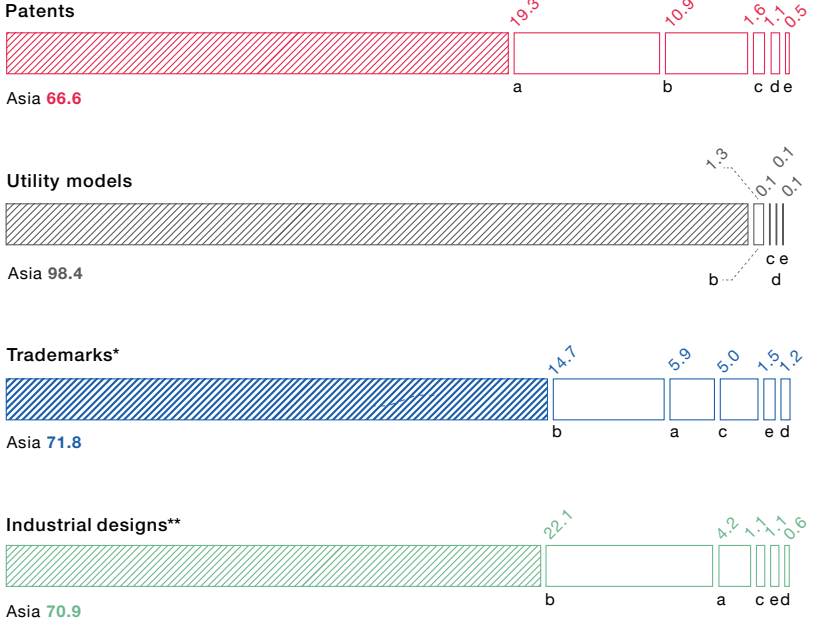 Patents
19.3 10.9 1.6 1.1 0.5
a b c d e
Asia 66.6
Utility models
1.3 0.1 0.1 0.1
c e
Asia 98.4
b d
Trademarks*
14.7 5.9 5.0 1.5 1.2
b a c e d
Asia 71.8
Industrial designs**
22.1 4.2 1.1 1.1 0.6
b a c e d
Asia 70.9